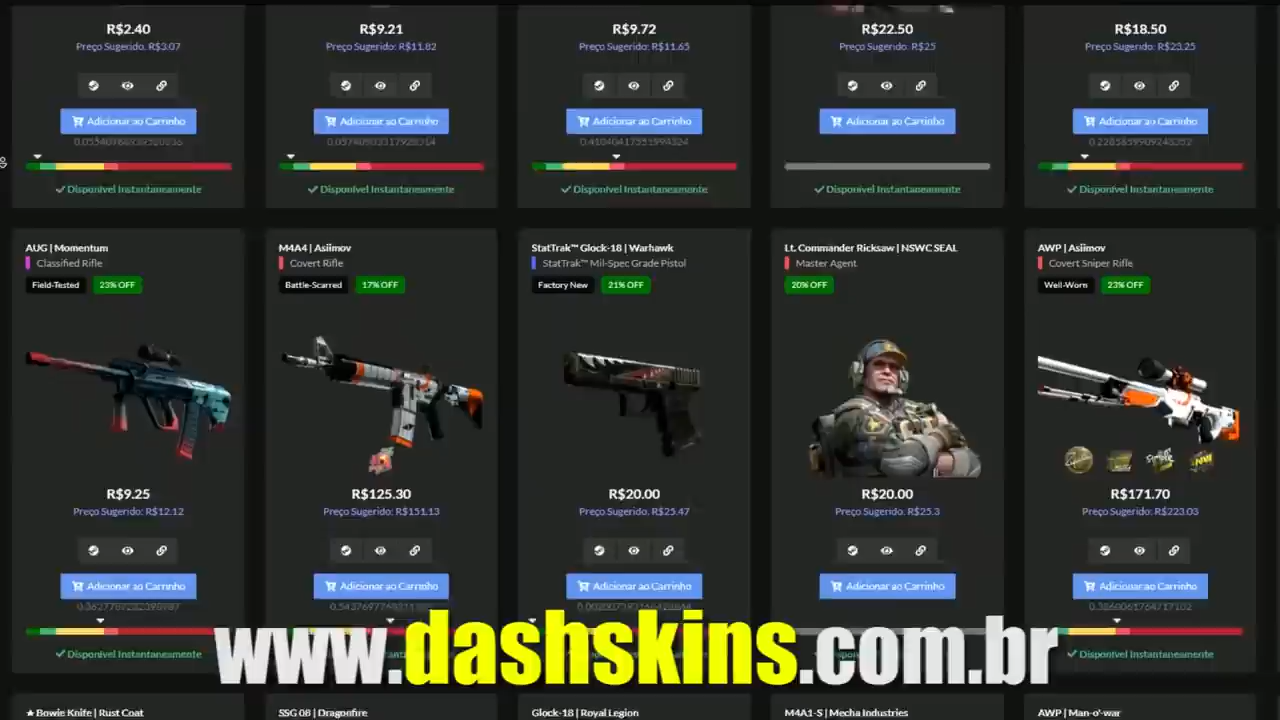 R$2.40
Preço Sugerido: R$3.07
Adicionar ao Carrinho
Disponível Instantaneamente
R$9.21
Preço Sugerido: R$11.82
Adicionar ao Carrinho
Disponível Instantaneamente
R$9.72
Preço Sugerido: R$11.65
Adicionar ao Carrinho
Disponível Instantaneamente
R$22.50
Preço Sugerido: R$25
Adicionar ao Carrinho
Disponível Instantaneamente
R$18.50
Preço Sugerido: R$23.25
Adicionar ao Carrinho
Disponível Instantaneamente
AUG | Momentum
Classified Rifle
Field-Tested 23% OFF
R$9.25
Preço Sugerido: R$12.12
Adicionar ao Carrinho
Disponível Instantaneamente
M4A4 | Asiimov
Covert Rifle
Battle-Scarred 17% OFF
R$125.30
Preço Sugerido: R$151.13
Adicionar ao Carrinho
StatTrak™ Glock-18 | Warhawk
StatTrak™ Mil-Spec Grade Pistol
Factory New 21% OFF
R$20.00
Preço Sugerido: R$25.47
Adicionar ao Carrinho
Lt. Commander Ricksaw | NSWC SEAL
Master Agent
20% OFF
R$20.00
Preço Sugerido: R$25.3
Adicionar ao Carrinho
AWP | Asiimov
Covert Sniper Rifle
Well-Worn 23% OFF
R$171.70
Preço Sugerido: R$223.03
Adicionar ao Carrinho
Disponível Instantaneamente
www.dashskins.com.br
★ Bowie Knife | Rust Coat
SSG 08 | Dragonfire
Glock-18 | Royal Legion
M4A1-S | Mecha Industries
AWP | Man-o'-war